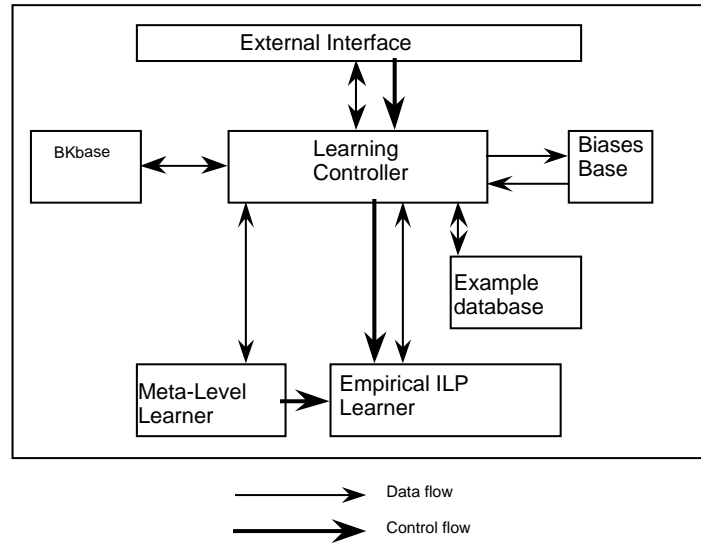 External Interface
BKbase
Learning
Controller
Biases
Base
Example
database
Meta-Level
Learner
Empirical ILP
Learner
Data flow
Control flow